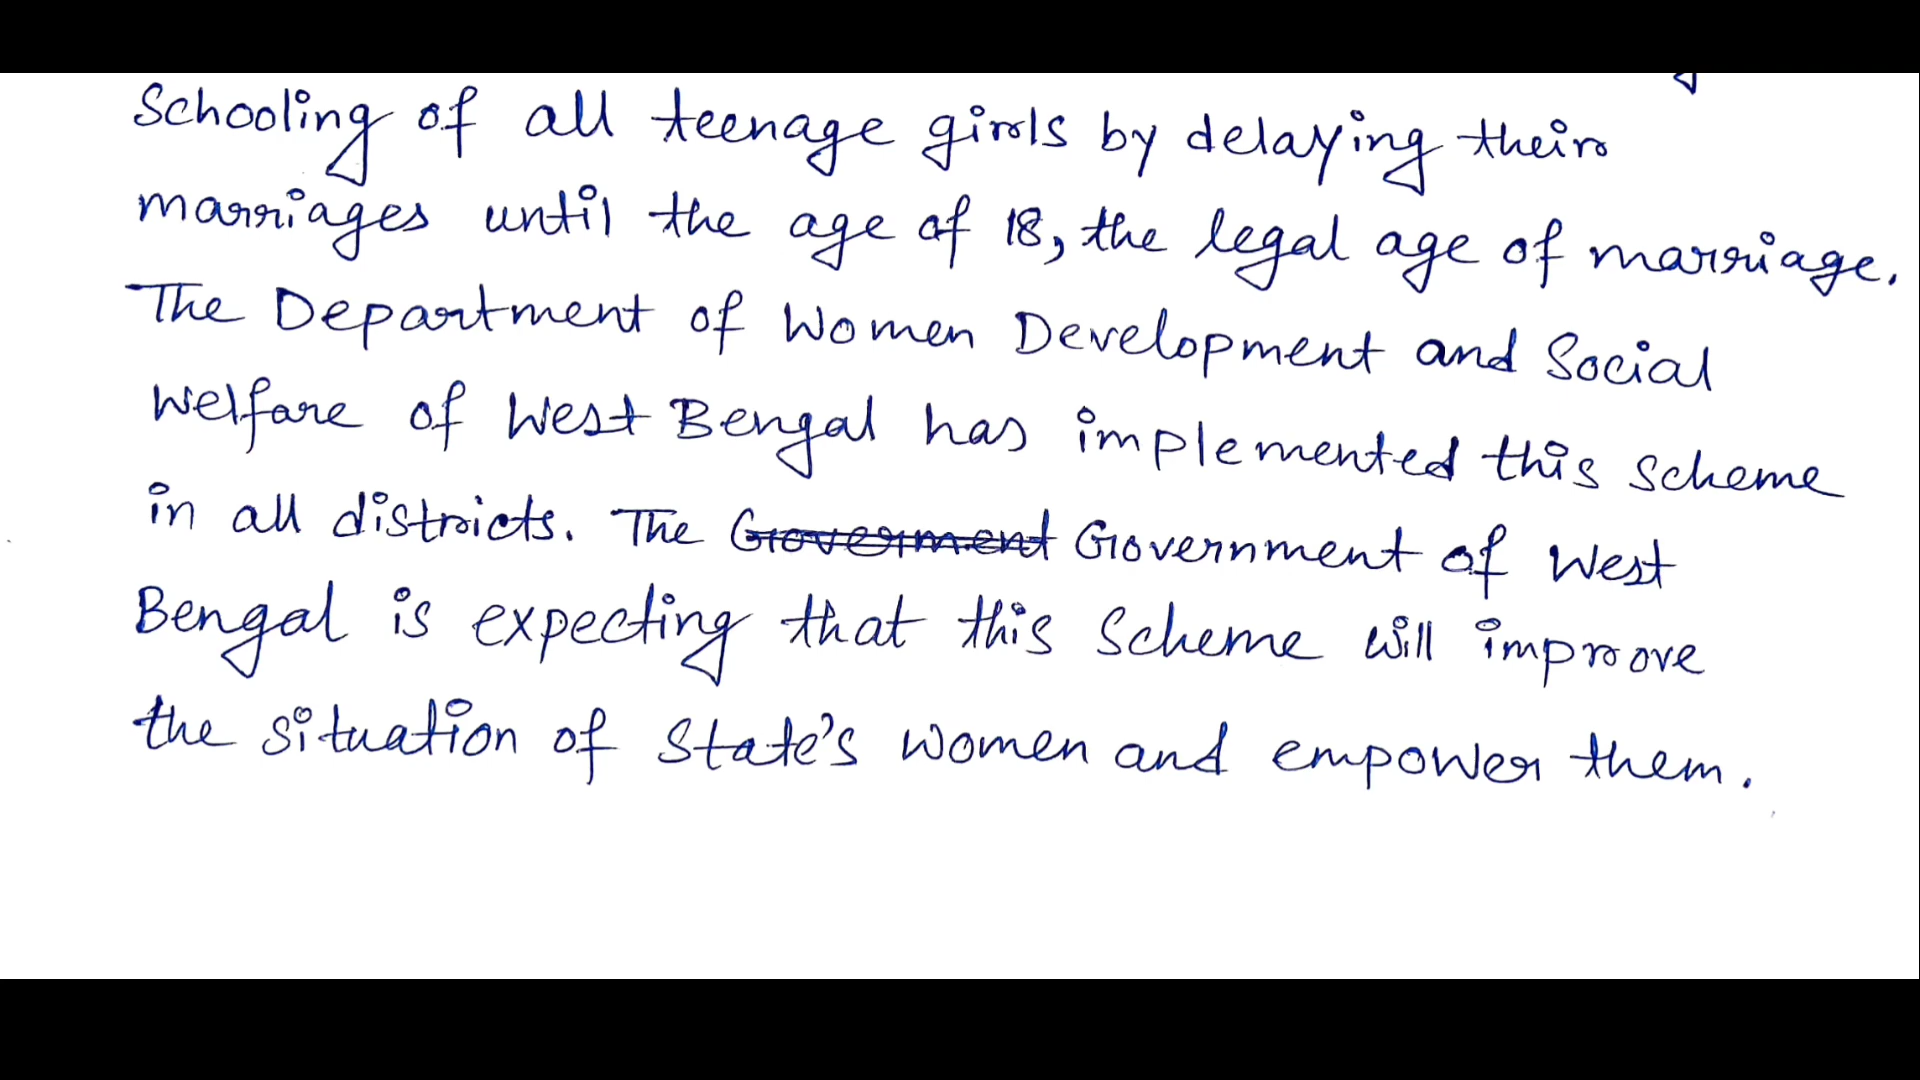 Schooling of all teenage girls by delaying their
marriages until the age of 18, the legal age of marriage.
The Department of Women Development and Social
Welfare of West Bengal has implemented this scheme
in all districts. The Goverment Government of West
Bengal is expecting that this Scheme will improve
the situation of State's women and empower them.